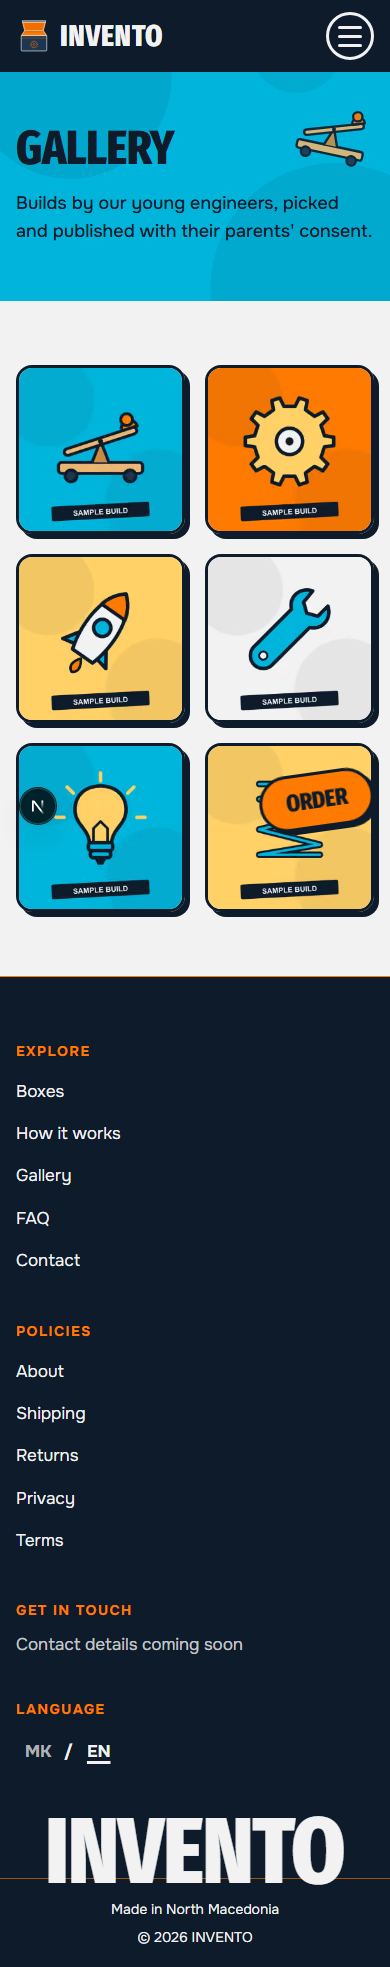 INVENTO
GALLERY
Builds by our young engineers, picked
and published with their parents' consent.
SAMPLE BUILD
SAMPLE BUILD
SAMPLE BUILD
SAMPLE BUILD
N
ORDER
SAMPLE BUILD
SAMPLE BUILD
EXPLORE
Boxes
How it works
Gallery
FAQ
Contact
POLICIES
About
Shipping
Returns
Privacy
Terms
GET IN TOUCH
Contact details coming soon
LANGUAGE
MK / EN
INVENTO
Made in North Macedonia
© 2026 INVENTO